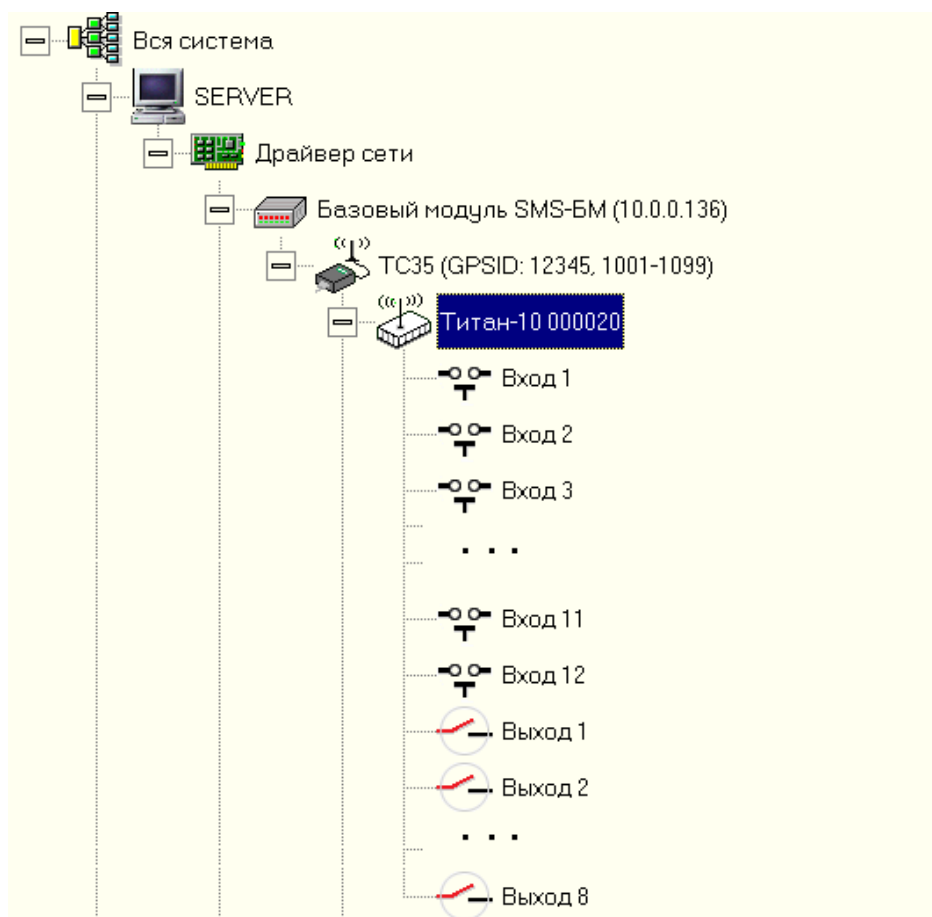 Вся система
SERVER
Драйвер сети
Базовый модуль SMS-БМ (10.0.0.136)
TC35 (GPSID: 12345, 1001-1099)
Титан-10 000020
Вход 1
Вход 2
Вход 3
. . .
Вход 11
Вход 12
Выход 1
Выход 2
. . .
Выход 8